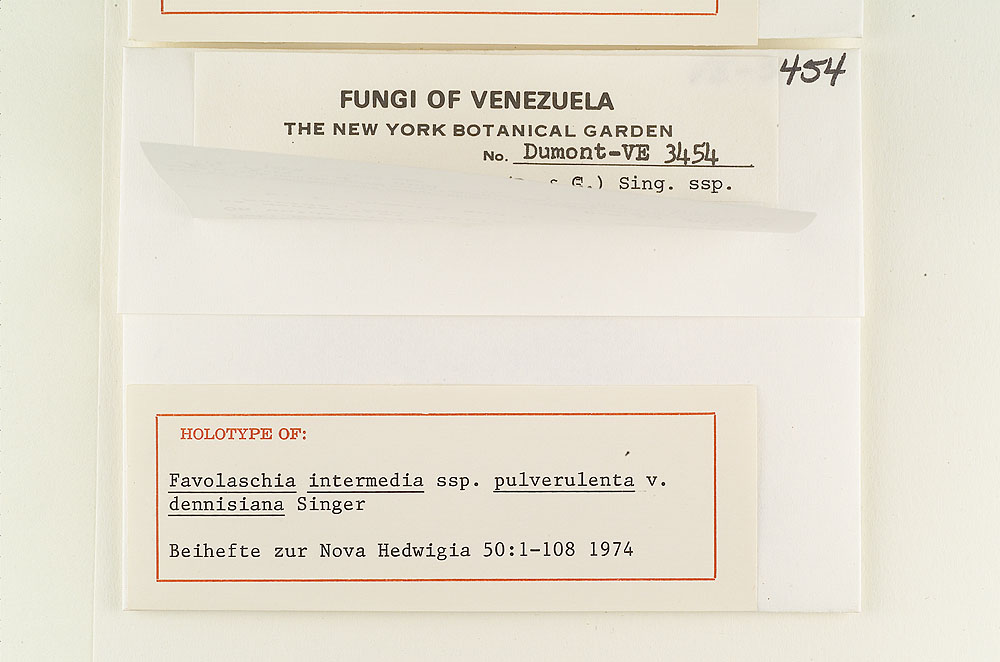 454
FUNGI OF VENEZUELA
THE NEW YORK BOTANICAL GARDEN
No. Dumont-VE 3454
& G.) Sing. ssp.
HOLOTYPE OF:
Favolaschia intermedia ssp. pulverulenta v.
dennisiana Singer
Beihefte zur Nova Hedwigia 50:1-108 1974